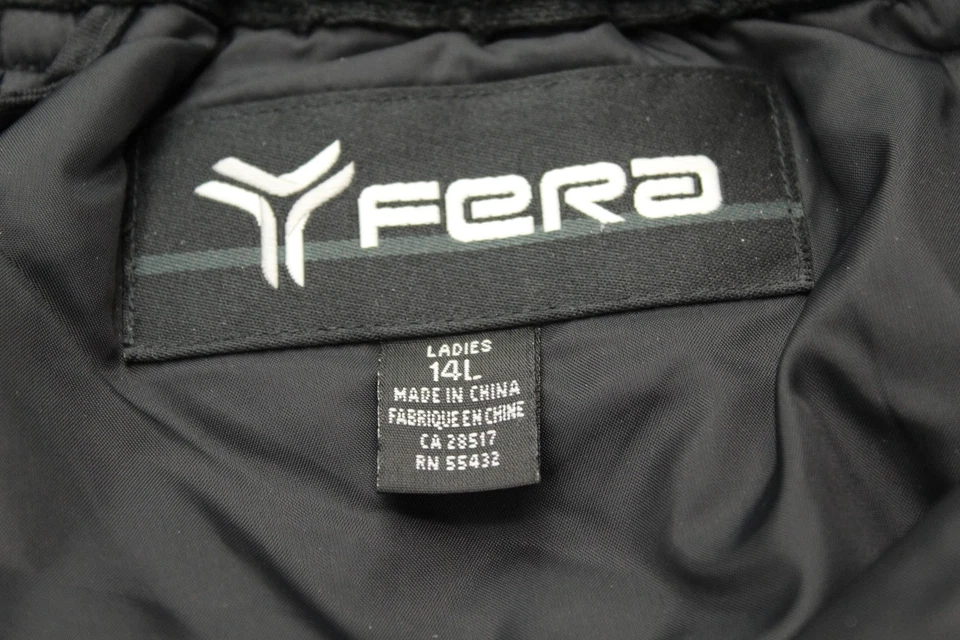 FERA
LADIES
14L
MADE IN CHINA
FABRIQUE EN CHINE
CA 28517
RN 55432